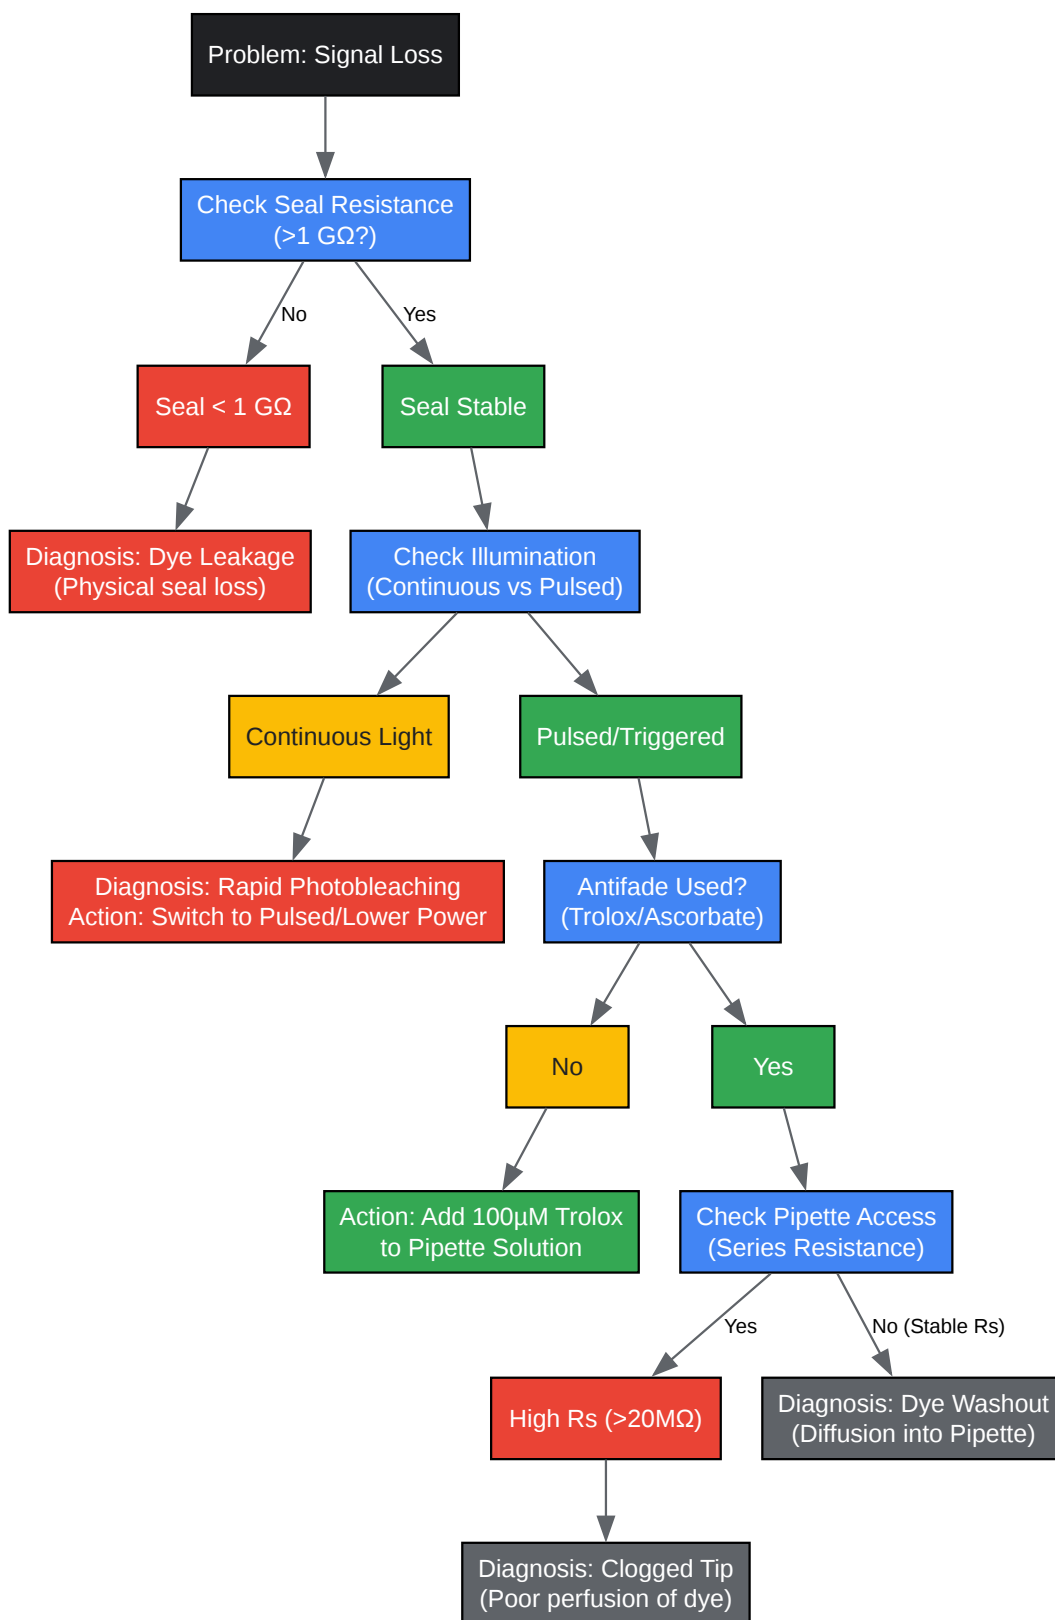 Problem: Signal Loss
Check Seal Resistance
(>1 GΩ?)
No
Yes
Seal < 1 GΩ
Seal Stable
Diagnosis: Dye Leakage
(Physical seal loss)
Check Illumination
(Continuous vs Pulsed)
Continuous Light
Pulsed/Triggered
Diagnosis: Rapid Photobleaching
Action: Switch to Pulsed/Lower Power
Antifade Used?
(Trolox/Ascorbate)
No
Yes
Action: Add 100µM Trolox
to Pipette Solution
Check Pipette Access
(Series Resistance)
Yes
No (Stable Rs)
High Rs (>20MΩ)
Diagnosis: Dye Washout
(Diffusion into Pipette)
Diagnosis: Clogged Tip
(Poor perfusion of dye)